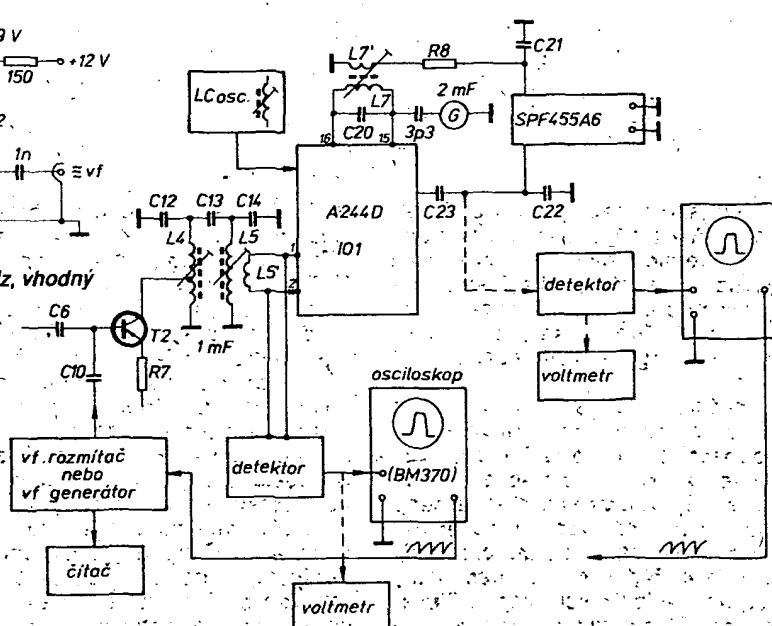 9 V
+12 V
150
1n
vf
z, vhodný
LC osc.
L7'
R8
C21
L7
2 mF
G
SPF455A6
C20
3p3
16
15
A244D
IO1
C23
C22
C12
C13
C14
L4
L5
L5'
1
2
C6
T2
1 mF
C10
R7
detektor
voltmetr
osciloskop
(BM370)
vf rozmítač
nebo
vf generátor
detektor
čítač
voltmetr